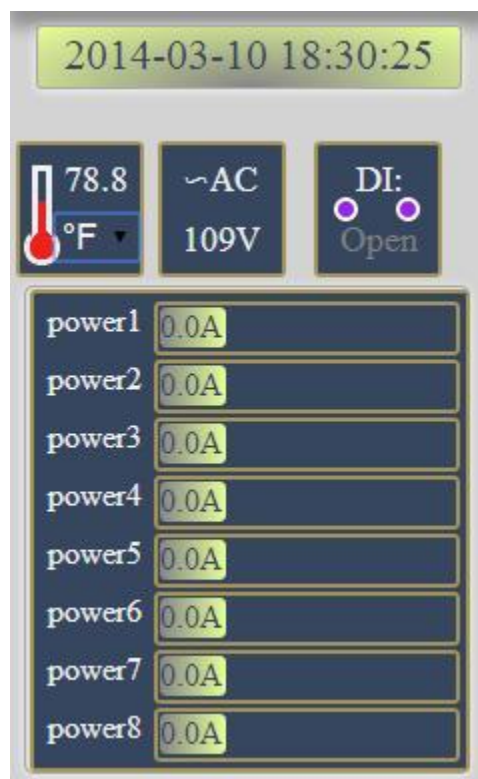 2014-03-10 18:30:25
78.8
°F
∽AC
109V
DI:
Open
power1 0.0A
power2 0.0A
power3 0.0A
power4 0.0A
power5 0.0A
power6 0.0A
power7 0.0A
power8 0.0A